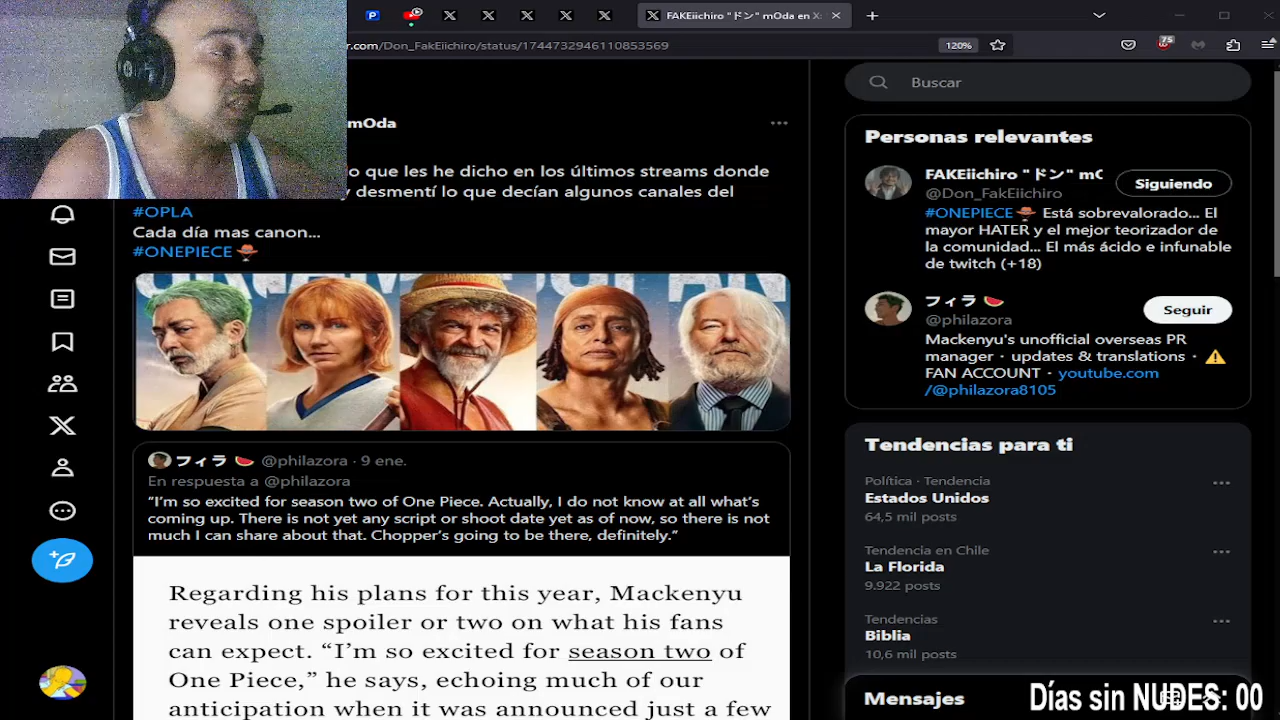 FAKEiichiro "ドン" mOda en X:
.com/Don_FakEiichiro/status/1744732946110853569
120%
75
mOda
o que les he dicho en los últimos streams donde
y desmentí lo que decían algunos canales del
#OPLA
Cada día mas canon...
#ONEPIECE
フィラ @philazora · 9 ene.
En respuesta a @philazora
“I’m so excited for season two of One Piece. Actually, I do not know at all what’s
coming up. There is not yet any script or shoot date yet as of now, so there is not
much I can share about that. Chopper’s going to be there, definitely.”
Regarding his plans for this year, Mackenyu
reveals one spoiler or two on what his fans
can expect. “I’m so excited for season two of
One Piece,” he says, echoing much of our
anticipation when it was announced just a few
Buscar
Personas relevantes
FAKEiichiro "ドン" mO
@Don_FakEiichiro
Siguiendo
#ONEPIECE Está sobrevalorado... El
mayor HATER y el mejor teorizador de
la comunidad... El más ácido e infunable
de twitch (+18)
フィラ
@philazora
Seguir
Mackenyu's unofficial overseas PR
manager · updates & translations ·
FAN ACCOUNT · youtube.com
/@philazora8105
Tendencias para ti
Política · Tendencia
Estados Unidos
64,5 mil posts
Tendencia en Chile
La Florida
9.922 posts
Tendencias
Biblia
10,6 mil posts
Mensajes
Días sin NUDES: 00